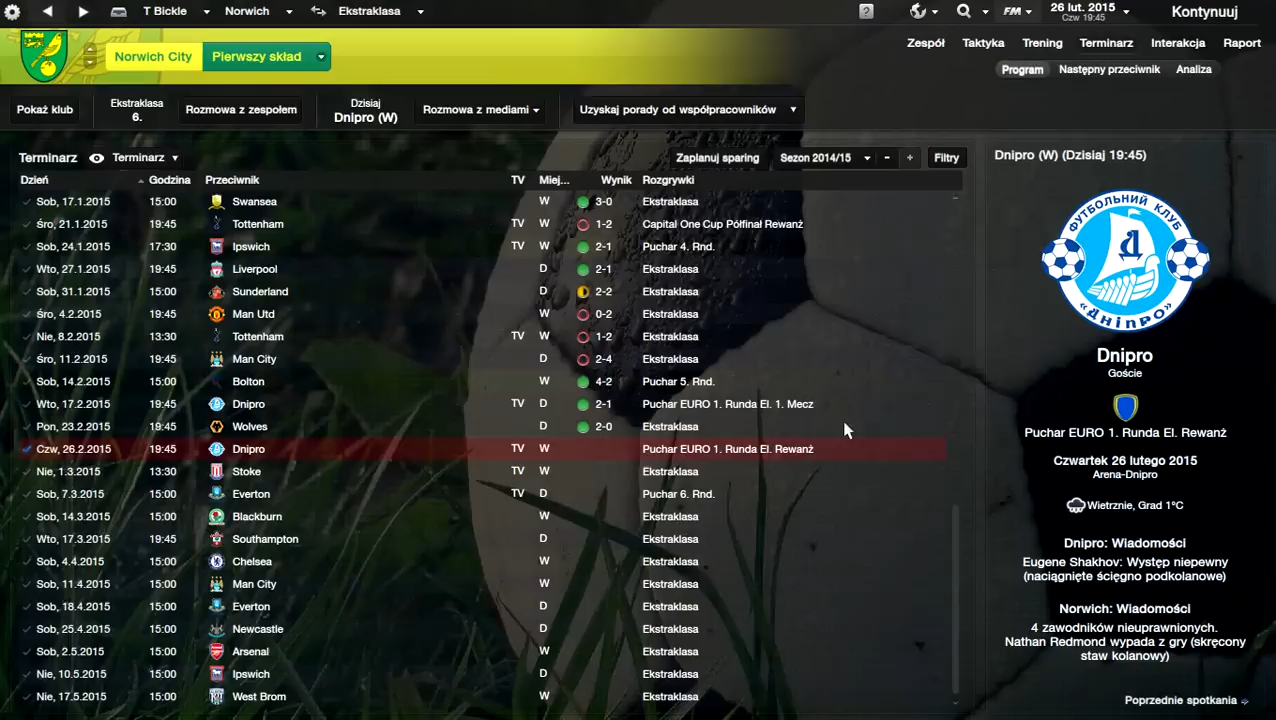 T Bickle Norwich Ekstraklasa ? FM 26 lut. 2015 Kontynuuj
Czw 19:45
Norwich City Pierwszy skład Zespół Taktyka Trening Terminarz Interakcja Raport
Program Następny przeciwnik Analiza
Pokaż klub Ekstraklasa Rozmowa z zespołem Dzisiaj Rozmowa z mediami Uzyskaj porady od współpracowników
6. Dnipro (W)
Terminarz Terminarz Zaplanuj sparing Sezon 2014/15 - + Filtry
Dzień Godzina Przeciwnik TV Miej... Wynik Rozgrywki
Sob, 17.1.2015 15:00 Swansea W 3-0 Ekstraklasa
Śro, 21.1.2015 19:45 Tottenham TV W 1-2 Capital One Cup Półfinał Rewanż
Sob, 24.1.2015 17:30 Ipswich TV W 2-1 Puchar 4. Rnd.
Wto, 27.1.2015 19:45 Liverpool D 2-1 Ekstraklasa
Sob, 31.1.2015 15:00 Sunderland D 2-2 Ekstraklasa
Śro, 4.2.2015 19:45 Man Utd W 0-2 Ekstraklasa
Nie, 8.2.2015 13:30 Tottenham TV W 1-2 Ekstraklasa
Śro, 11.2.2015 19:45 Man City D 2-4 Ekstraklasa
Sob, 14.2.2015 15:00 Bolton W 4-2 Puchar 5. Rnd.
Wto, 17.2.2015 19:45 Dnipro TV D 2-1 Puchar EURO 1. Runda El. 1. Mecz
Pon, 23.2.2015 19:45 Wolves D 2-0 Ekstraklasa
Czw, 26.2.2015 19:45 Dnipro TV W Puchar EURO 1. Runda El. Rewanż
Nie, 1.3.2015 13:30 Stoke TV W Ekstraklasa
Sob, 7.3.2015 15:00 Everton TV D Puchar 6. Rnd.
Sob, 14.3.2015 15:00 Blackburn W Ekstraklasa
Wto, 17.3.2015 19:45 Southampton D Ekstraklasa
Sob, 4.4.2015 15:00 Chelsea W Ekstraklasa
Sob, 11.4.2015 15:00 Man City W Ekstraklasa
Sob, 18.4.2015 15:00 Everton D Ekstraklasa
Sob, 25.4.2015 15:00 Newcastle D Ekstraklasa
Sob, 2.5.2015 15:00 Arsenal W Ekstraklasa
Nie, 10.5.2015 15:00 Ipswich D Ekstraklasa
Nie, 17.5.2015 15:00 West Brom W Ekstraklasa
Dnipro (W) (Dzisiaj 19:45)
ФУТБОЛЬНИЙ КЛУБ
Д
«ДНІПРО»
Dnipro
Goście
Puchar EURO 1. Runda El. Rewanż
Czwartek 26 lutego 2015
Arena-Dnipro
Wietrznie, Grad 1°C
Dnipro: Wiadomości
Eugene Shakhov: Występ niepewny
(naciągnięte ścięgno podkolanowe)
Norwich: Wiadomości
4 zawodników nieuprawnionych.
Nathan Redmond wypada z gry (skręcony
staw kolanowy)
Poprzednie spotkania